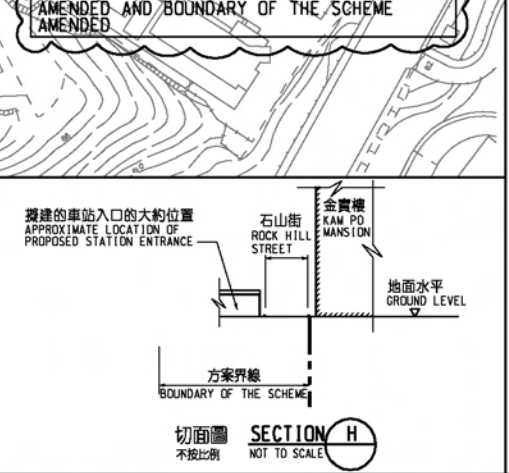 AMENDED AND BOUNDARY OF THE SCHEME
AMENDED
擬建的車站入口的大約位置
APPROXIMATE LOCATION OF
PROPOSED STATION ENTRANCE
石山街
ROCK HILL
STREET
金寶樓
KAM PO
MANSION
地面水平
GROUND LEVEL
方案界線
BOUNDARY OF THE SCHEME
切面圖 SECTION H
不按比例 NOT TO SCALE